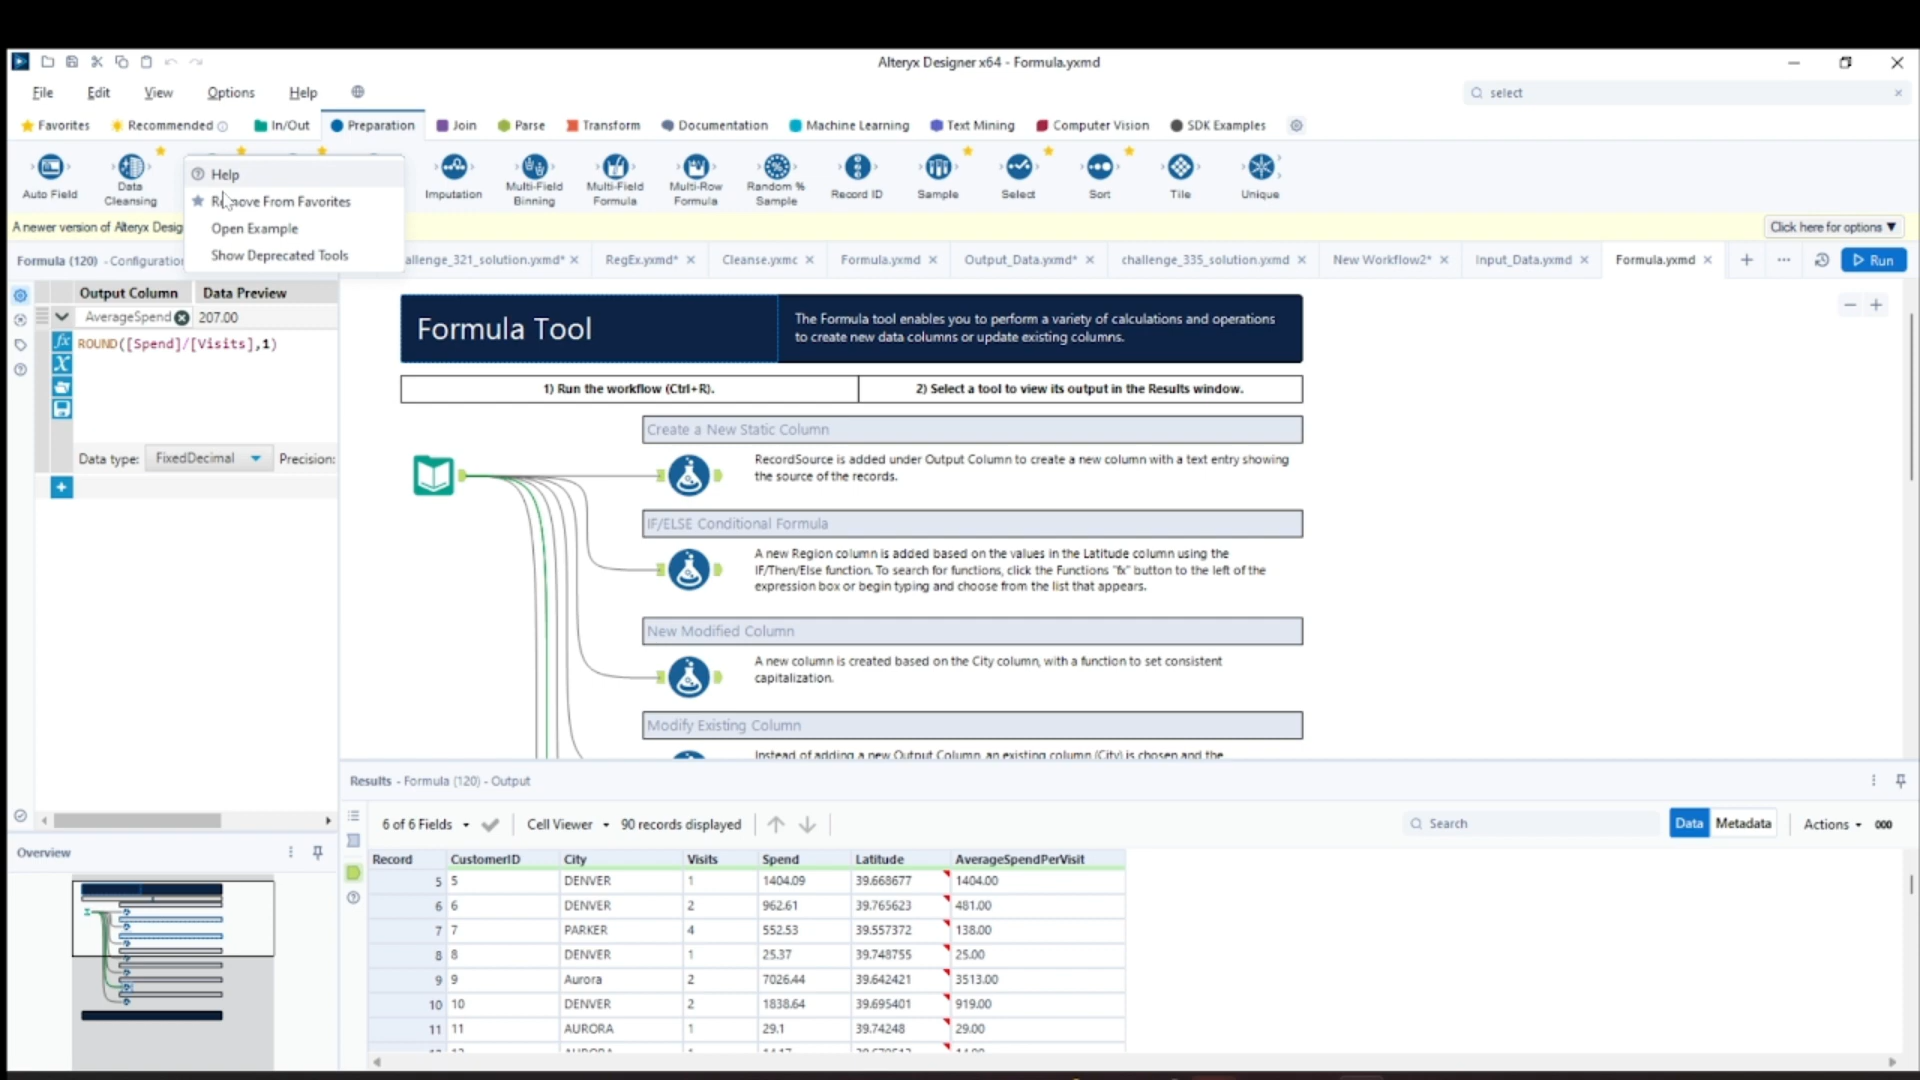 Alteryx Designer x64 - Formula.yxmd
File Edit View Options Help
select
Favorites Recommended In/Out Preparation Join Parse Transform Documentation Machine Learning Text Mining Computer Vision SDK Examples
Auto Field
Data Cleansing
Imputation
Multi-Field Binning
Multi-Field Formula
Multi-Row Formula
Random % Sample
Record ID
Sample
Select
Sort
Tile
Unique
Help
Remove From Favorites
Open Example
Show Deprecated Tools
A newer version of Alteryx Desig
Click here for options ▼
Formula (120) - Configuration
allenge_321_solution.yxmd* RegEx.yxmd* Cleanse.yxmc Formula.yxmd Output_Data.yxmd* challenge_335_solution.yxmd New Workflow2* Input_Data.yxmd Formula.yxmd
Run
Output Column Data Preview
AverageSpend 207.00
fx
ROUND([Spend]/[Visits],1)
X
Data type: FixedDecimal Precision:
Formula Tool
The Formula tool enables you to perform a variety of calculations and operations
to create new data columns or update existing columns.
1) Run the workflow (Ctrl+R).
2) Select a tool to view its output in the Results window.
Create a New Static Column
RecordSource is added under Output Column to create a new column with a text entry showing
the source of the records.
IF/ELSE Conditional Formula
A new Region column is added based on the values in the Latitude column using the
IF/Then/Else function. To search for functions, click the Functions "fx" button to the left of the
expression box or begin typing and choose from the list that appears.
New Modified Column
A new column is created based on the City column, with a function to set consistent
capitalization.
Modify Existing Column
Instead of adding a new Output Column, an existing column (City) is chosen and the
Results - Formula (120) - Output
6 of 6 Fields Cell Viewer 90 records displayed
Search
Data Metadata
Actions 000
Overview
Record CustomerID City Visits Spend Latitude AverageSpendPerVisit
5 5 DENVER 1 1404.09 39.668677 1404.00
6 6 DENVER 2 962.61 39.765623 481.00
7 7 PARKER 4 552.53 39.557372 138.00
8 8 DENVER 1 25.37 39.748755 25.00
9 9 Aurora 2 7026.44 39.642421 3513.00
10 10 DENVER 2 1838.64 39.695401 919.00
11 11 AURORA 1 29.1 39.74248 29.00